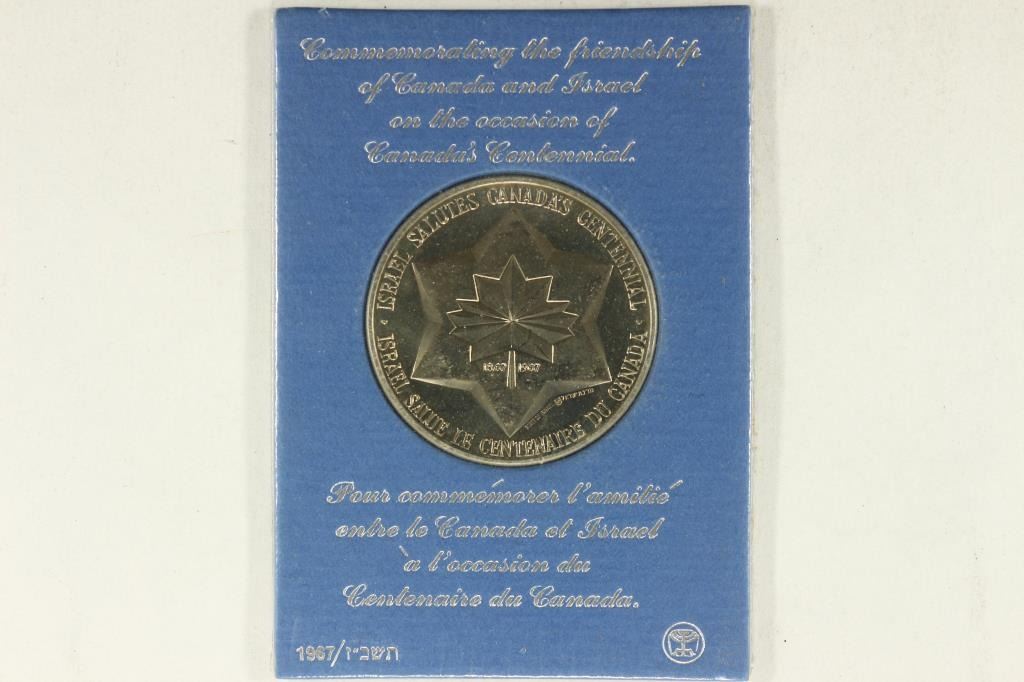 Commemorating the friendship
of Canada and Israel
on the occasion of
Canada's Centennial.
ISRAEL SALUTES CANADA'S CENTENNIAL
1867 1967
ISRAEL SALUE LE CENTENAIRE DU CANADA
Pour commémorer l'amitié
entre le Canada et Israel
à l'occasion du
Centenaire du Canada.
1967/תשכ״ז